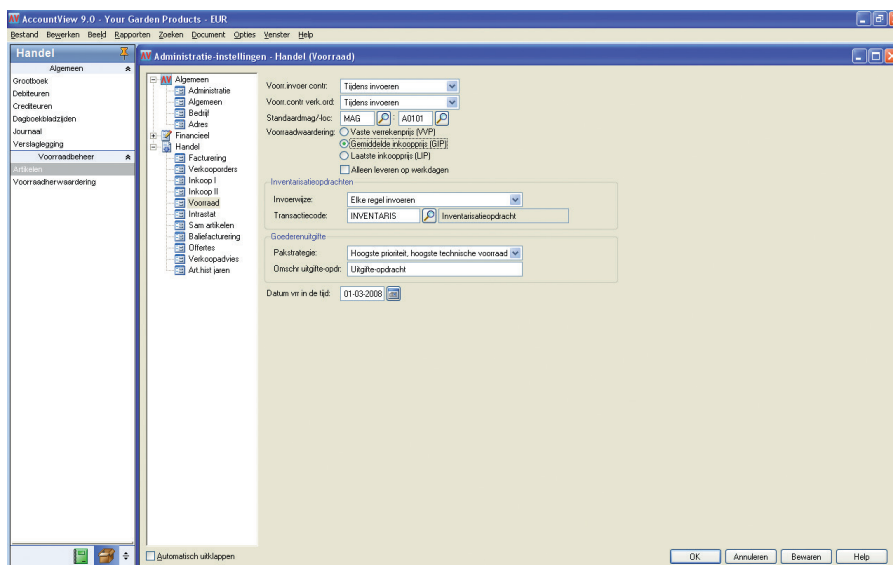 AccountView 9.0 - Your Garden Products - EUR
Bestand Bewerken Beeld Rapporten Zoeken Document Opties Venster Help
Handel
Algemeen
Grootboek
Debiteuren
Crediteuren
Dagboekbladzijden
Journaal
Verslaglegging
Voorraadbeheer
Artikelen
Voorraadherwaardering
Administratie-instellingen - Handel (Voorraad)
Algemeen
Administratie
Algemeen
Bedrijf
Adres
Financieel
Handel
Facturering
Verkooporders
Inkoop I
Inkoop II
Voorraad
Intrastat
Sam artikelen
Baliefacturering
Offertes
Verkoopadvies
Art.hist jaren
Automatisch uitklappen
Voorr.invoer contr: Tijdens invoeren
Voorr.contr verk.ord: Tijdens invoeren
Standaardmag/-loc: MAG : A0101
Voorraadwaardering: Vaste verrekenprijs (VVP)
Gemiddelde inkoopprijs (GIP)
Laatste inkoopprijs (LIP)
Alleen leveren op werkdagen
Inventarisatieopdrachten
Invoerwijze: Elke regel invoeren
Transactiecode: INVENTARIS Inventarisatieopdracht
Goederenuitgifte
Pakstrategie: Hoogste prioriteit, hoogste technische voorraad
Omschr uitgifte-opdr: Uitgifte-opdracht
Datum vrr in de tijd: 01-03-2008
OK Annuleren Bewaren Help